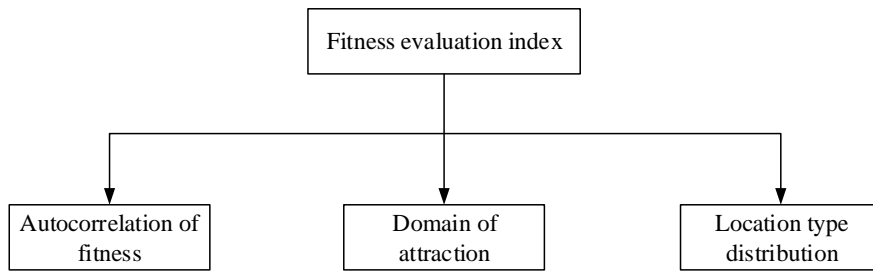 Fitness evaluation index
Autocorrelation of
fitness
Domain of
attraction
Location type
distribution